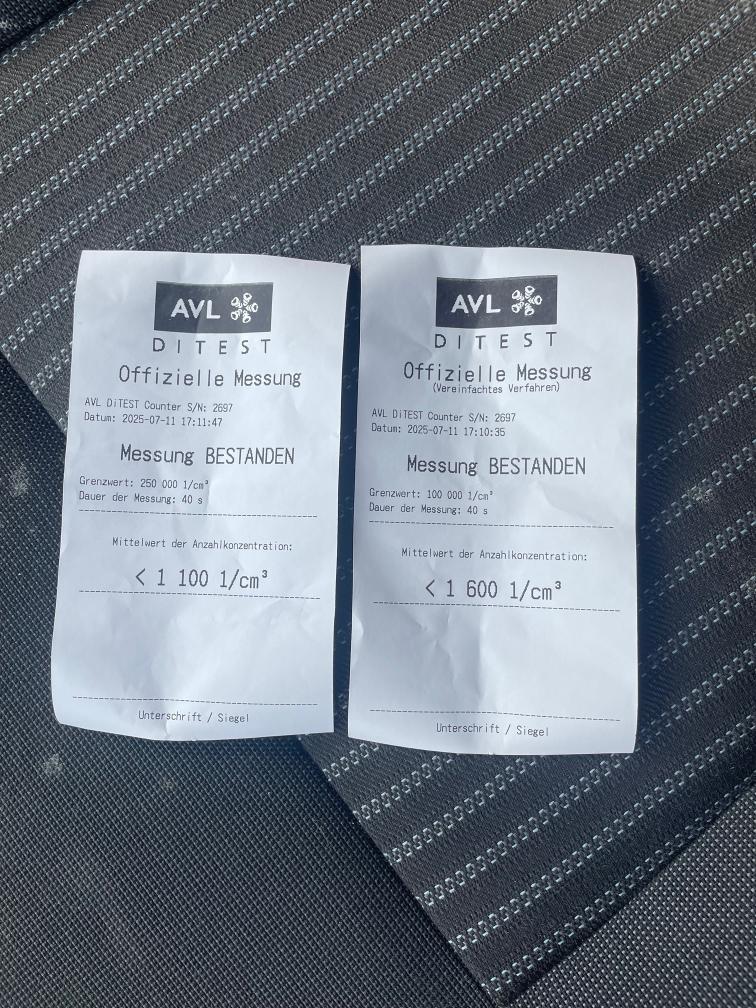 AVL
DITEST
Offizielle Messung
AVL DiTEST Counter S/N: 2697
Datum: 2025-07-11 17:11:47
Messung BESTANDEN
Grenzwert: 250 000 1/cm³
Dauer der Messung: 40 s
Mittelwert der Anzahlkonzentration:
< 1 100 1/cm³
Unterschrift / Siegel
AVL
DITEST
Offizielle Messung
(Vereinfachtes Verfahren)
AVL DiTEST Counter S/N: 2697
Datum: 2025-07-11 17:10:35
Messung BESTANDEN
Grenzwert: 100 000 1/cm³
Dauer der Messung: 40 s
Mittelwert der Anzahlkonzentration:
< 1 600 1/cm³
Unterschrift / Siegel